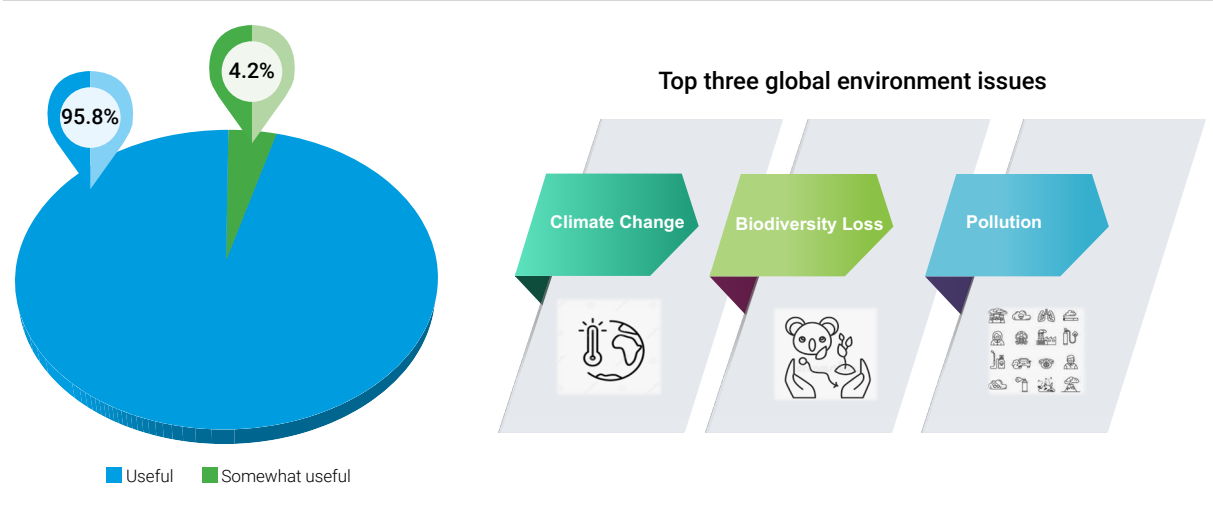 95.8%
4.2%
Useful
Somewhat useful
Top three global environment issues
Climate Change
Biodiversity Loss
Pollution